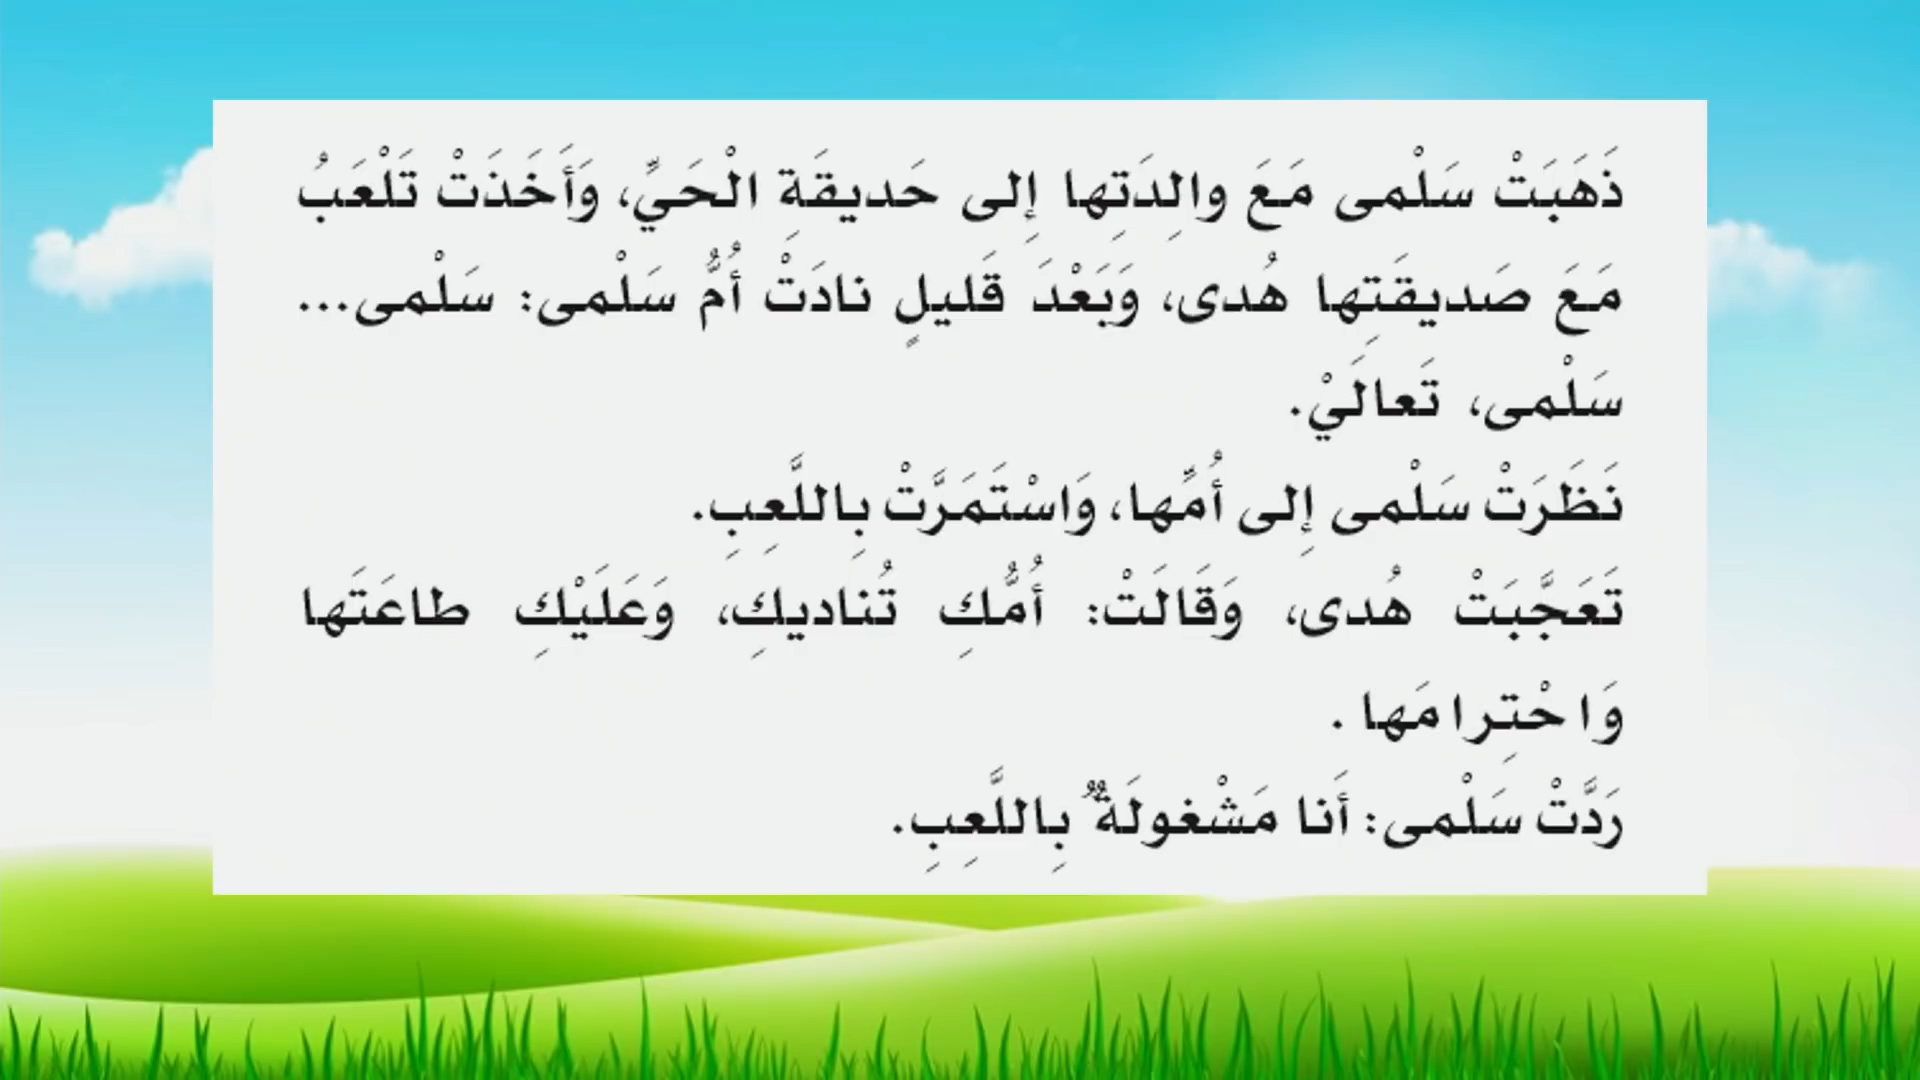 ذَهَبَتْ سَلْمى مَعَ والِدَتِها إِلى حَديقَةِ الْحَيِّ، وَأَخَذَتْ تَلْعَبُ
مَعَ صَديقَتِها هُدى، وَبَعْدَ قَليلٍ نادَتْ أُمُّ سَلْمى: سَلْمى...
سَلْمى، تَعالَيْ.
نَظَرَتْ سَلْمى إِلى أُمِّها، وَاسْتَمَرَّتْ بِاللَّعِبِ.
تَعَجَّبَتْ هُدى، وَقَالَتْ: أُمُّكِ تُناديكِ، وَعَلَيْكِ طاعَتَها
وَاحْتِرامَها.
رَدَّتْ سَلْمى: أَنا مَشْغولَةٌ بِاللَّعِبِ.